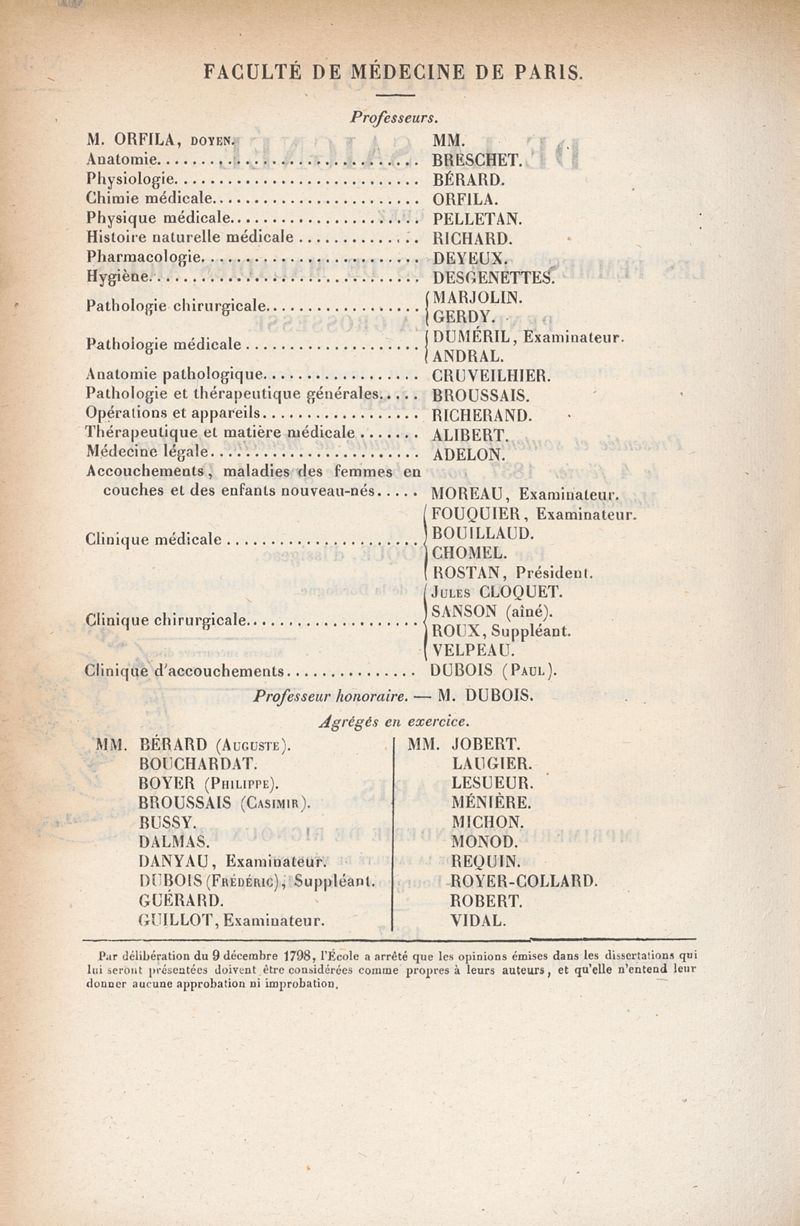 FACULTÉ DE MÉDECINE DE PARIS.
Professeurs.
M. ORFILA, DOYEN. MM.
Anatomie. BRESCHET.
Physiologie. BÉRARD.
Chimie médicale. ORFILA.
Physique médicale. PELLETAN.
Histoire naturelle médicale RICHARD.
Pharmacologie. DEYEUX.
Hygiène. DESGENETTES.
Pathologie chirurgicale. MARJOLIN.
GERDY.
Pathologie médicale DUMÉRIL, Examinateur.
ANDRAL.
Anatomie pathologique. CRUVEILHIER.
Pathologie et thérapeutique générales. BROUSSAIS.
Opérations et appareils. RICHERAND.
Thérapeutique et matière médicale ALIBERT.
Médecine légale. ADELON.
Accouchements, maladies des femmes en
couches et des enfants nouveau-nés. MOREAU, Examinateur.
Clinique médicale FOUQUIER, Examinateur.
BOUILLAUD.
CHOMEL.
ROSTAN, Président.
Clinique chirurgicale. JULES CLOQUET.
SANSON (aîné).
ROUX, Suppléant.
VELPEAU.
Clinique d'accouchements. DUBOIS (PAUL).
Professeur honoraire. — M. DUBOIS.
Agrégés en exercice.
MM. BÉRARD (AUGUSTE).
BOUCHARDAT.
BOYER (PHILIPPE).
BROUSSAIS (CASIMIR).
BUSSY.
DALMAS.
DANYAU, Examinateur.
DUBOIS (FRÉDÉRIC), Suppléant.
GUÉRARD.
GUILLOT, Examinateur.
MM. JOBERT.
LAUGIER.
LESUEUR.
MÉNIÈRE.
MICHON.
MONOD.
REQUIN.
ROYER-COLLARD.
ROBERT.
VIDAL.
Par délibération du 9 décembre 1798, l'École a arrêté que les opinions émises dans les dissertations qui
lui seront présentées doivent être considérées comme propres à leurs auteurs, et qu'elle n'entend leur
donner aucune approbation ni improbation.